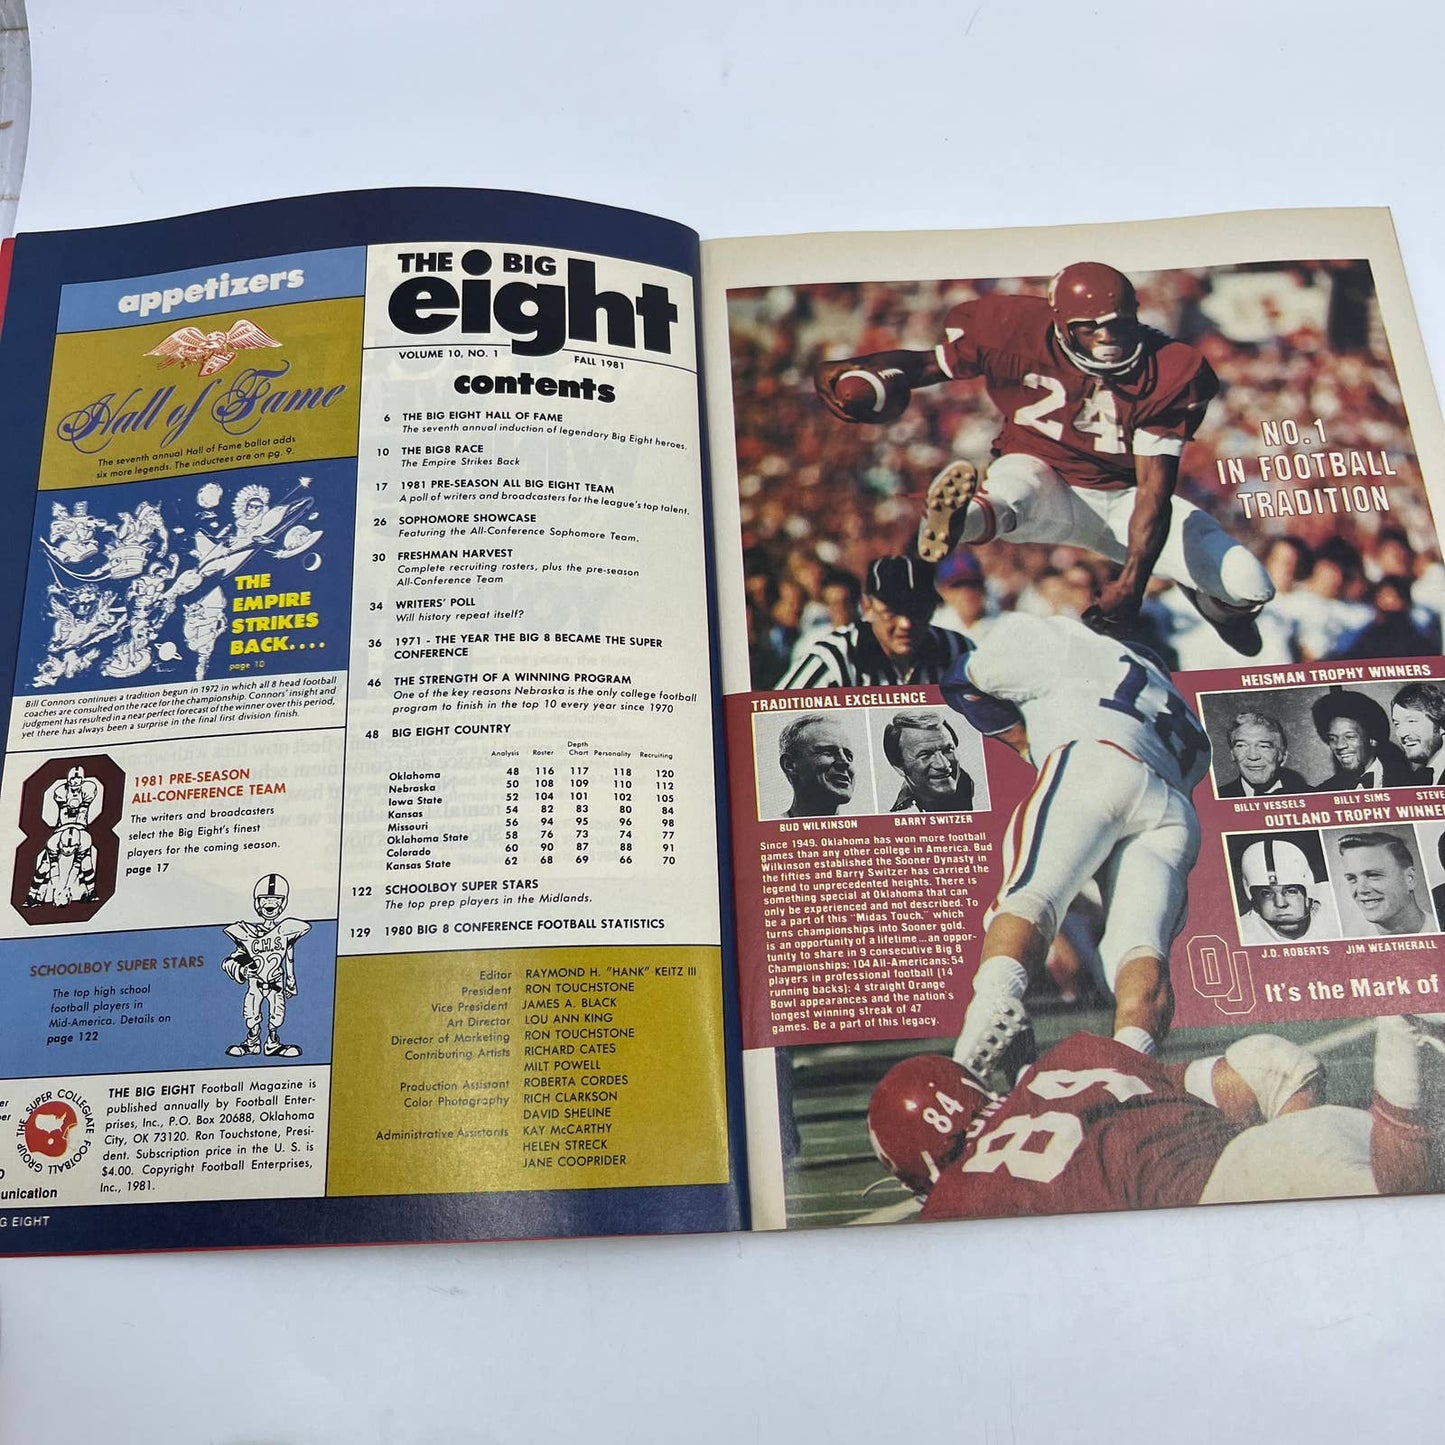 appetizers
Hall of Fame
The seventh annual Hall of Fame ballot adds
six more legends. The inductees are on pg. 9.
THE
EMPIRE
STRIKES
BACK....
page 10
Bill Connors continues a tradition begun in 1972 in which all 8 head football
coaches are consulted on the race for the championship. Connors' insight and
judgment has resulted in a near perfect forecast of the winner over this period,
yet there has always been a surprise in the final first division finish.
1981 PRE-SEASON
ALL-CONFERENCE TEAM
The writers and broadcasters
select the Big Eight's finest
players for the coming season.
page 17
SCHOOLBOY SUPER STARS
The top high school
football players in
Mid-America. Details on
page 122
C.H.S.
22
THE SUPER COLLEGIATE FOOTBALL GROUP
THE BIG EIGHT Football Magazine is
published annually by Football Enter-
prises, Inc., P.O. Box 20688, Oklahoma
City, OK 73120. Ron Touchstone, Presi-
dent. Subscription price in the U. S. is
$4.00. Copyright Football Enterprises,
Inc., 1981.
unication
G EIGHT
THE BIG
eight
VOLUME 10, NO. 1
FALL 1981
contents
6 THE BIG EIGHT HALL OF FAME
The seventh annual induction of legendary Big Eight heroes.
10 THE BIG8 RACE
The Empire Strikes Back
17 1981 PRE-SEASON ALL BIG EIGHT TEAM
A poll of writers and broadcasters for the league's top talent.
26 SOPHOMORE SHOWCASE
Featuring the All-Conference Sophomore Team.
30 FRESHMAN HARVEST
Complete recruiting rosters, plus the pre-season
All-Conference Team
34 WRITERS' POLL
Will history repeat itself?
36 1971 - THE YEAR THE BIG 8 BECAME THE SUPER
CONFERENCE
46 THE STRENGTH OF A WINNING PROGRAM
One of the key reasons Nebraska is the only college football
program to finish in the top 10 every year since 1970
48 BIG EIGHT COUNTRY
Analysis Roster Depth Chart Personality Recruiting
Oklahoma 48 116 117 118 120
Nebraska 50 108 109 110 112
Iowa State 52 104 101 102 105
Kansas 54 82 83 80 84
Missouri 56 94 95 96 98
Oklahoma State 58 76 73 74 77
Colorado 60 90 87 88 91
Kansas State 62 68 69 66 70
122 SCHOOLBOY SUPER STARS
The top prep players in the Midlands.
129 1980 BIG 8 CONFERENCE FOOTBALL STATISTICS
Editor RAYMOND H. "HANK" KEITZ III
President RON TOUCHSTONE
Vice President JAMES A. BLACK
Art Director LOU ANN KING
Director of Marketing RON TOUCHSTONE
Contributing Artists RICHARD CATES
MILT POWELL
Production Assistant ROBERTA CORDES
Color Photography RICH CLARKSON
DAVID SHELINE
Administrative Assistants KAY McCARTHY
HELEN STRECK
JANE COOPRIDER
24
NO. 1
IN FOOTBALL
TRADITION
TRADITIONAL EXCELLENCE
BUD WILKINSON
BARRY SWITZER
Since 1949, Oklahoma has won more football
games than any other college in America. Bud
Wilkinson established the Sooner Dynasty in
the fifties and Barry Switzer has carried the
legend to unprecedented heights. There is
something special at Oklahoma that can
only be experienced and not described. To
be a part of this "Midas Touch," which
turns championships into Sooner gold,
is an opportunity of a lifetime...an oppor-
tunity to share in 9 consecutive Big 8
Championships: 104 All-Americans: 54
players in professional football (14
running backs): 4 straight Orange
Bowl appearances and the nation's
longest winning streak of 47
games. Be a part of this legacy.
HEISMAN TROPHY WINNERS
BILLY VESSELS
BILLY SIMS
STEVE
OUTLAND TROPHY WINNER
J.D. ROBERTS
JIM WEATHERALL
OU
It's the Mark of
84
84